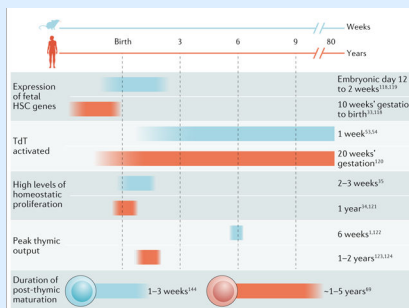 Weeks
Birth 3 6 9 80
Years
Expression
of fetal
HSC genes
Embryonic day 12
to 2 weeks
10 weeks' gestation
to birth
TdT
activated
1 week
20 weeks'
gestation
High levels of
homeostatic
proliferation
2–3 weeks
1 year
Peak thymic
output
6 weeks
1–2 years
Duration of
post-thymic
maturation
1–3 weeks
~1–5 years